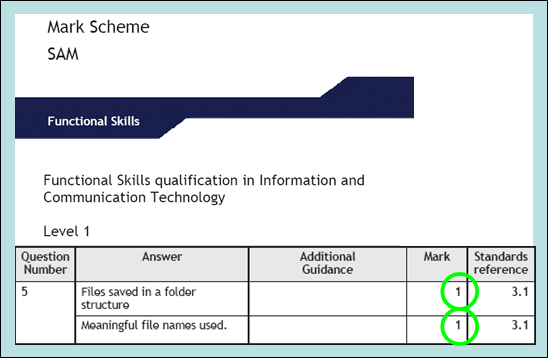 Mark Scheme
SAM
Functional Skills
Functional Skills qualification in Information and
Communication Technology
Level 1
Question Number Answer Additional Guidance Mark Standards reference
5 Files saved in a folder structure 1 3.1
Meaningful file names used. 1 3.1